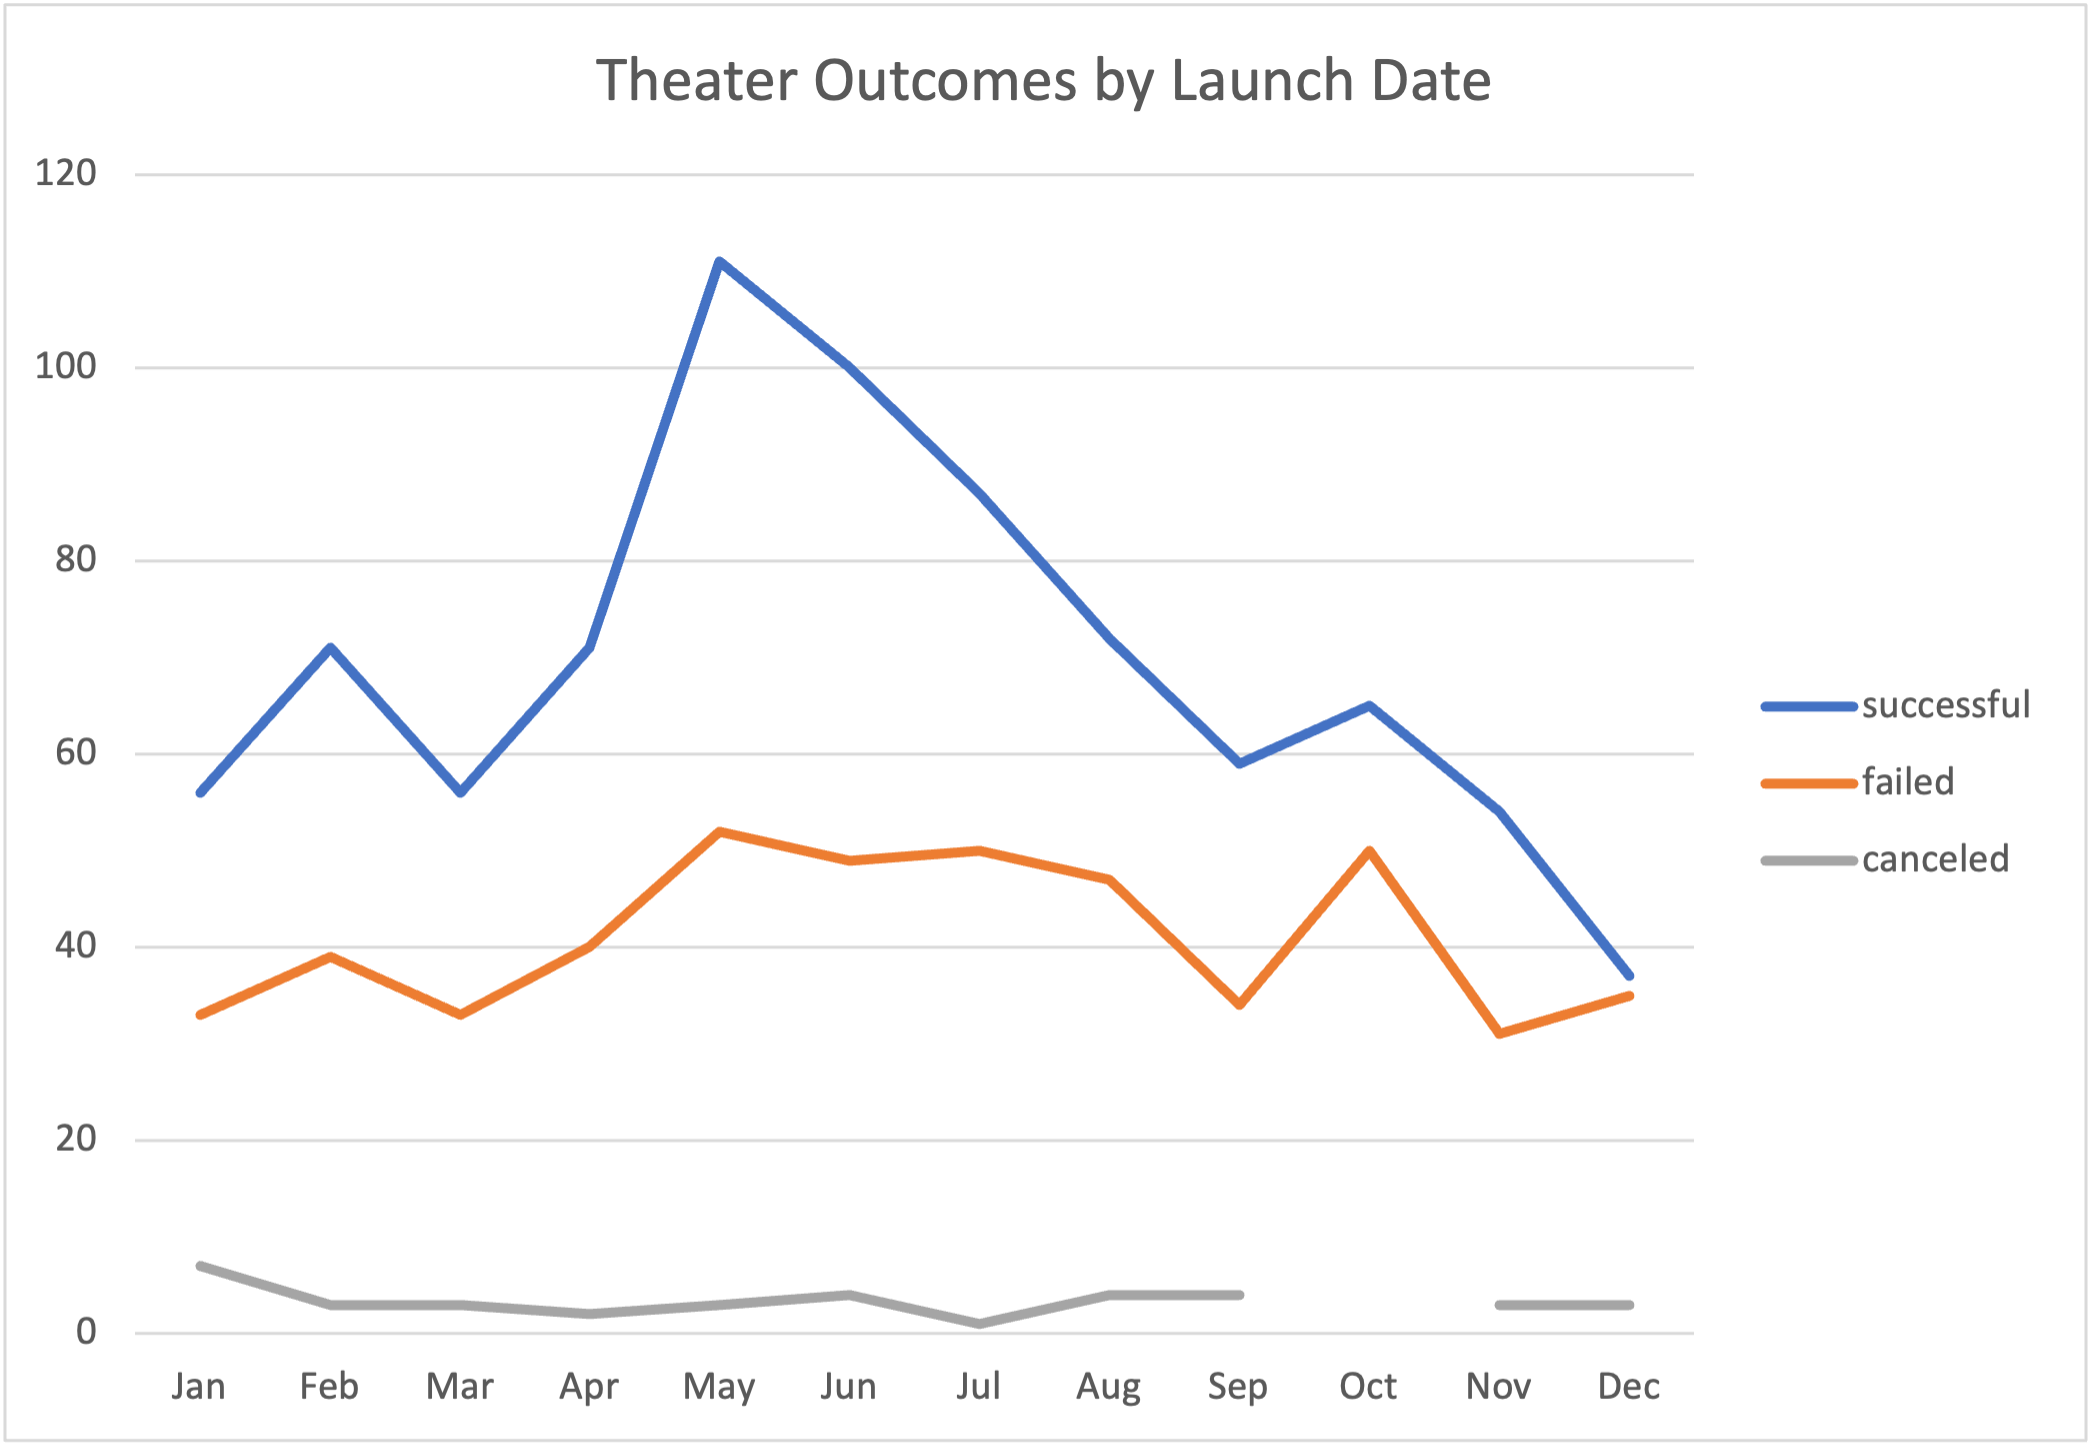 Theater Outcomes by Launch Date
120
100
80
60
40
20
0
Jan Feb Mar Apr May Jun Jul Aug Sep Oct Nov Dec
successful
failed
canceled